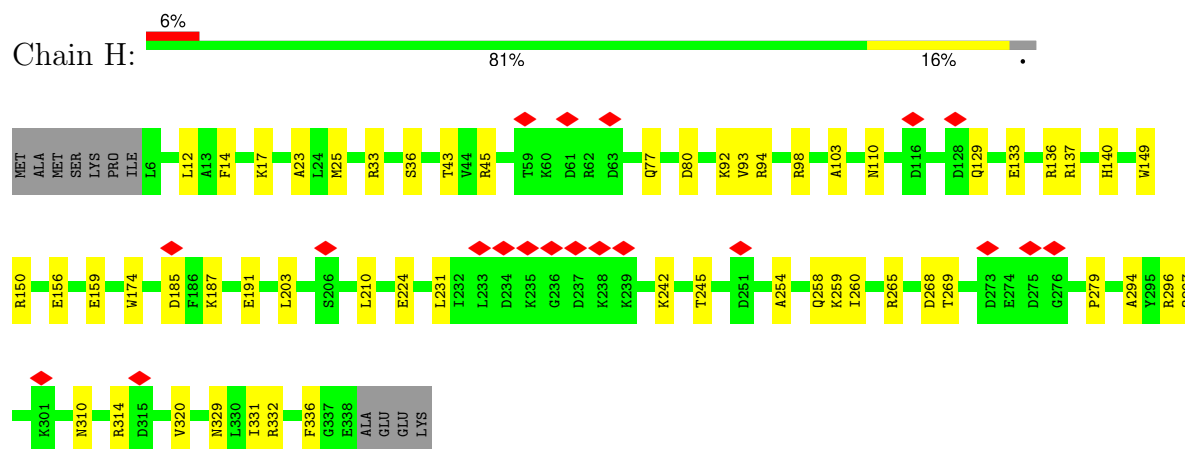 6%
Chain H:
81% 16% •
MET ALA MET SER LYS PRO ILE L6 L12 A13 F14 K17 A23 L24 M25 R33 S36 T43 V44 R45 T59 K60 D61 R62 D63 Q77 D80 K92 V93 R94 R98 A103 N110 D116 D128 Q129 E133 R136 R137 H140 W149
R150 E156 E159 W174 D185 F186 K187 E191 L203 S206 L210 E224 L231 I232 L233 D234 K235 G236 D237 K238 K239 K242 T245 D251 A254 Q258 K259 I260 R265 D268 T269 D273 E274 D275 G276 P279 A294 Y295 R296
K301 N310 R314 D315 V320 N329 L330 I331 R332 F336 G337 E338 ALA GLU GLU LYS